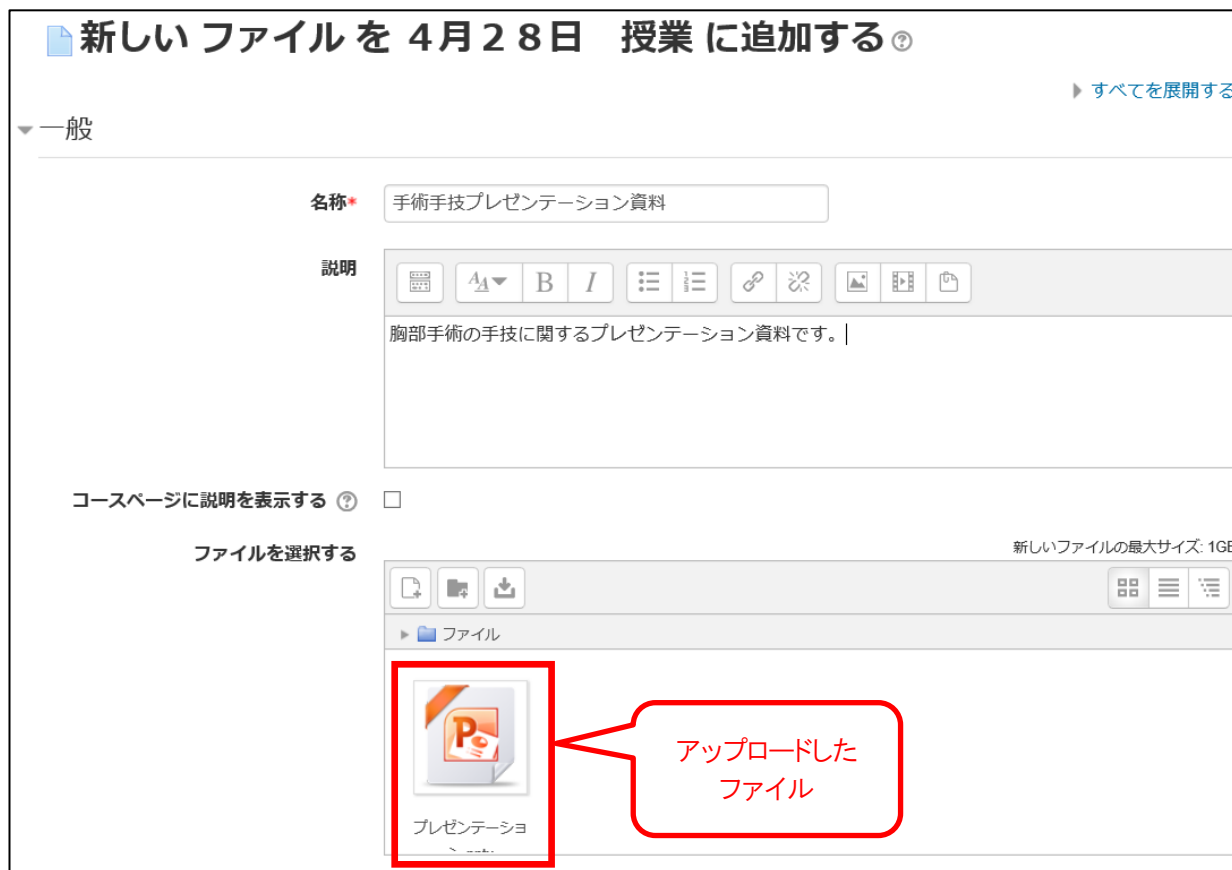 新しい ファイル を ４月２８日　授業 に追加する
すべてを展開する
一般
名称*
手術手技プレゼンテーション資料
説明
B I
胸部手術の手技に関するプレゼンテーション資料です。
コースページに説明を表示する
ファイルを選択する
新しいファイルの最大サイズ: 1GB
ファイル
アップロードした
ファイル
プレゼンテーショ